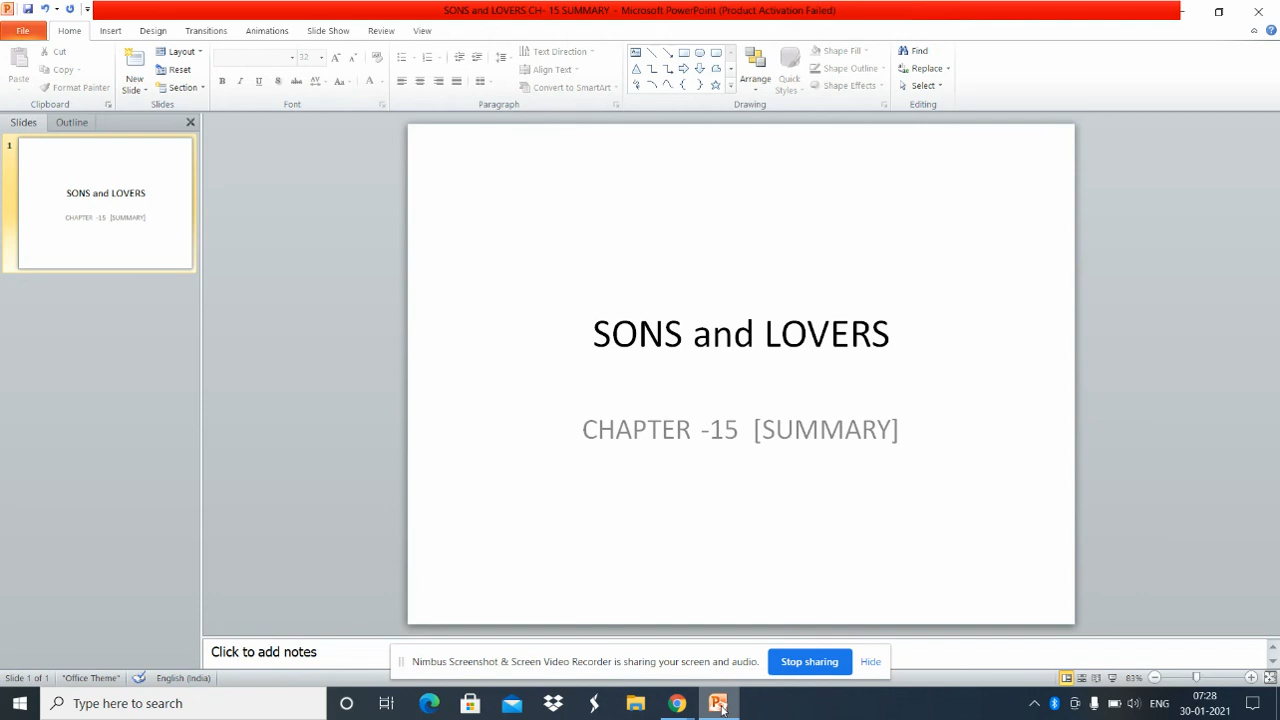 SONS and LOVERS CH- 15 SUMMARY - Microsoft PowerPoint (Product Activation Failed)
File Home Insert Design Transitions Animations Slide Show Review View
Paste
Cut
Copy
Format Painter
Clipboard
New Slide
Layout
Reset
Section
Slides
32
Font
Text Direction
Align Text
Convert to SmartArt
Paragraph
Arrange
Quick Styles
Shape Fill
Shape Outline
Shape Effects
Drawing
Find
Replace
Select
Editing
Slides Outline
1
SONS and LOVERS
CHAPTER -15 [SUMMARY]
SONS and LOVERS
CHAPTER -15 [SUMMARY]
Click to add notes
Nimbus Screenshot & Screen Video Recorder is sharing your screen and audio. Stop sharing Hide
Slide 1 of 1 "Office Theme" English (India) 83%
Type here to search
ENG
07:28
30-01-2021